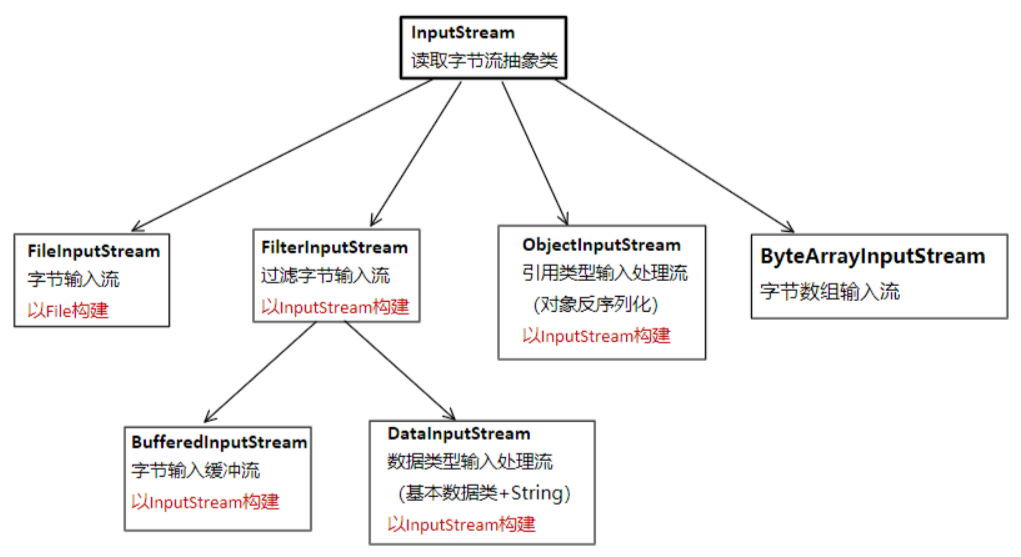 InputStream
读取字节流抽象类
FileInputStream
字节输入流
以File构建
FilterInputStream
过滤字节输入流
以InputStream构建
ObjectInputStream
引用类型输入处理流
（对象反序列化）
以InputStream构建
ByteArrayInputStream
字节数组输入流
BufferedInputStream
字节输入缓冲流
以InputStream构建
DataInputStream
数据类型输入处理流
（基本数据类+String）
以InputStream构建